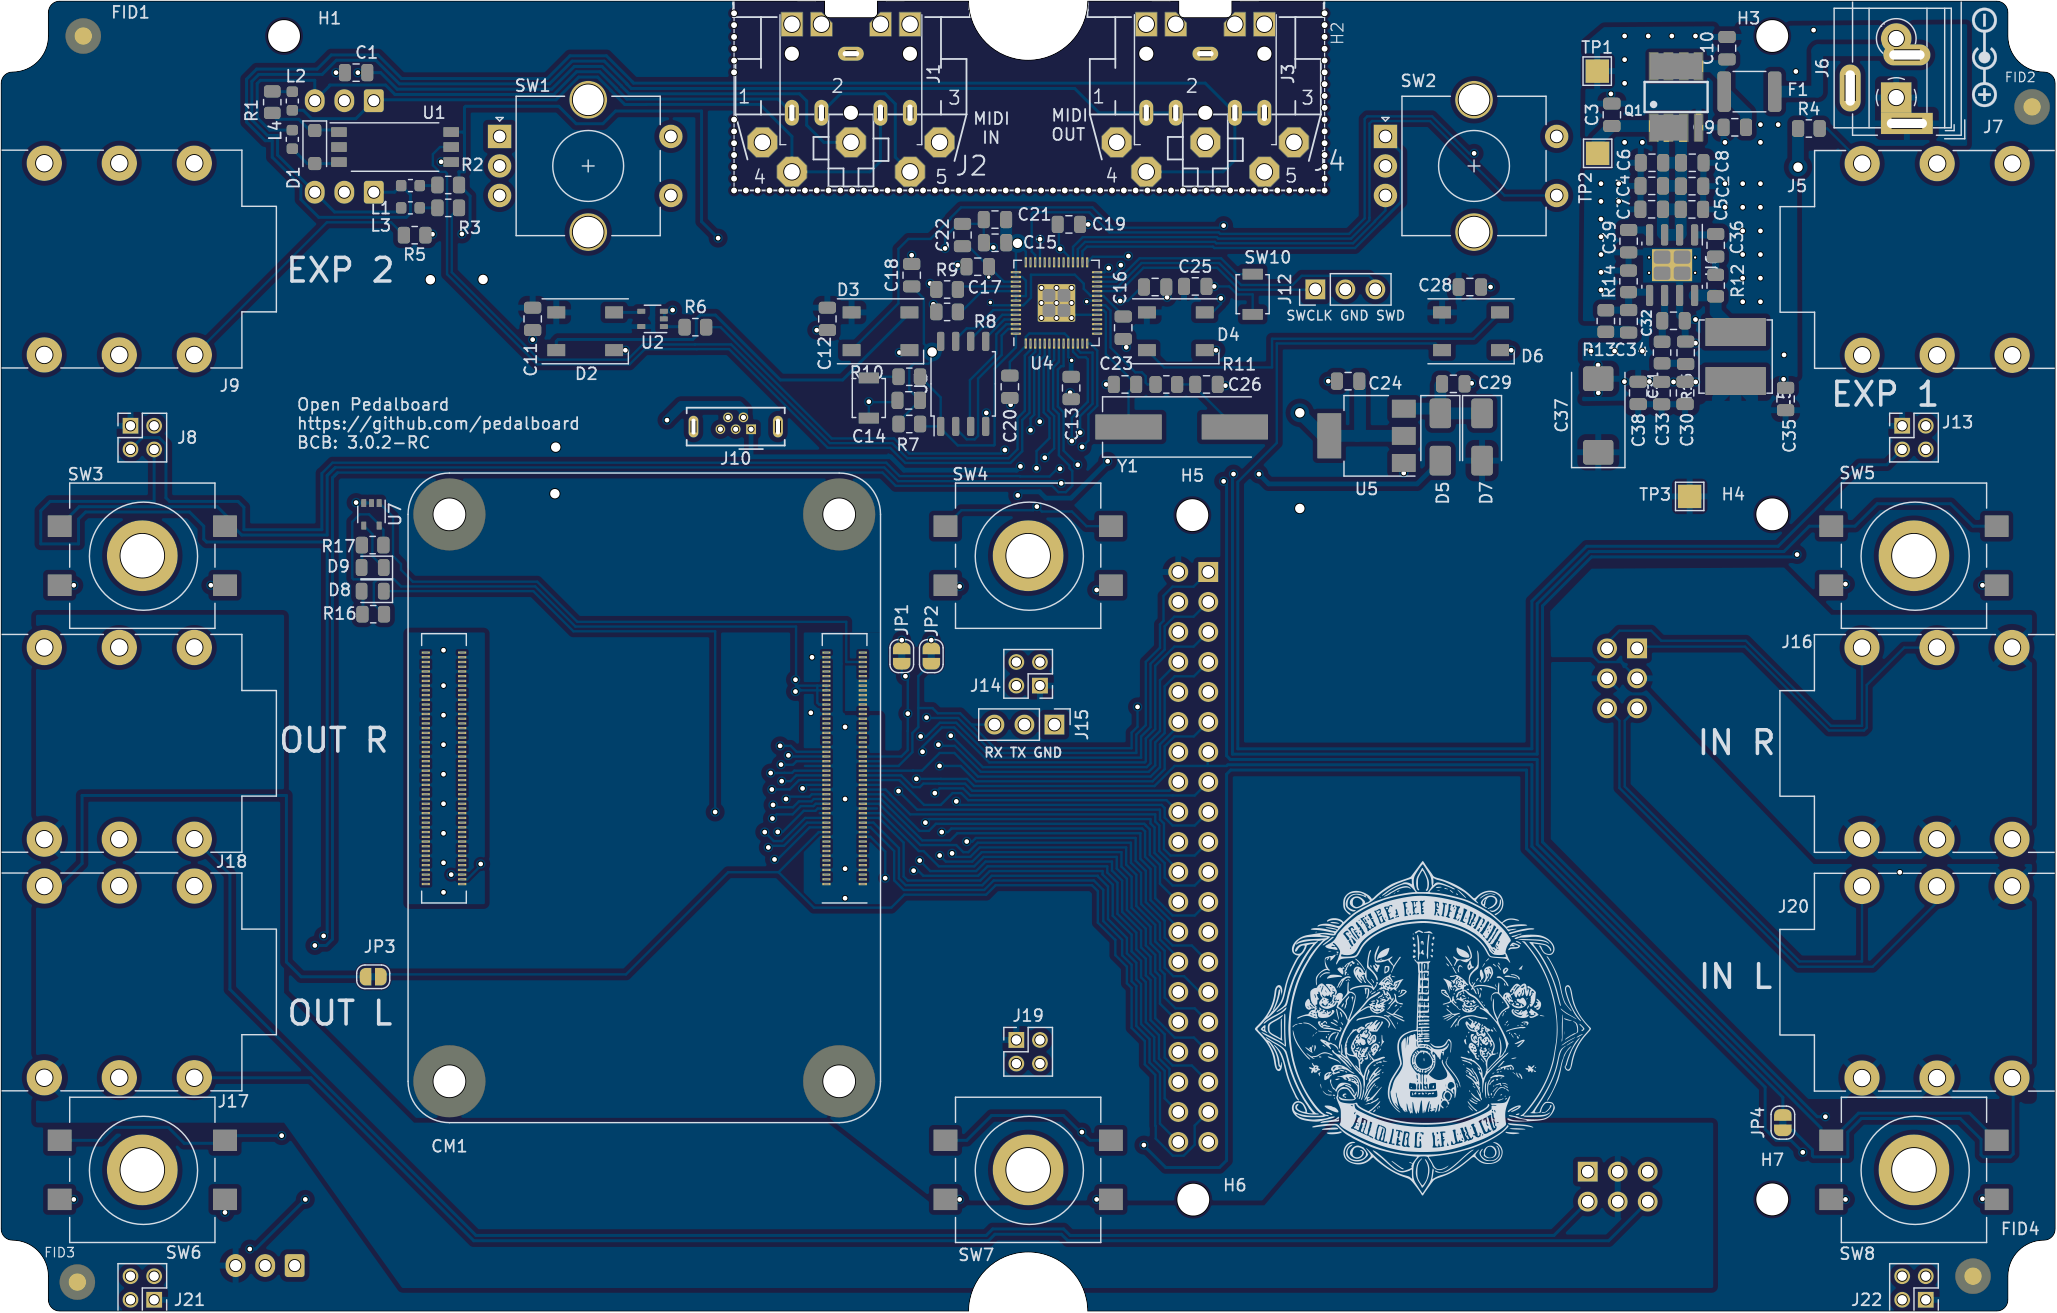 FID1
H1
C1
L2
R1
L4
D1
U1
R2
L1
L3
R3
R5
SW1
J1
1
2
3
4
5
MIDI
IN
J2
H2
MIDI
OUT
1
2
3
4
5
J3
4
SW2
TP1
TP2
C3
Q1
C10
H3
F1
R4
J6
J7
FID2
J5
C6
C8
C4
C2
C7
C5
C39
C36
R14
R12
C32
R13
C34
C37
C38
C33
C30
C35
EXP 2
J9
EXP 1
C21
C22
C15
C19
C18
R9
C17
C16
C25
SW10
J12
SWCLK GND SWD
C28
C11
D2
U2
R6
D3
C12
R8
U4
D4
C23
R11
C26
C24
C29
D6
R10
C14
R7
C20
C13
J10
Y1
H5
U5
D5
D7
TP3
H4
Open Pedalboard
https://github.com/pedalboard
BCB: 3.0.2-RC
J8
J13
SW3
SW4
SW5
U7
R17
D9
D8
R16
JP1
JP2
J14
J15
RX TX GND
J16
OUT R
IN R
J18
J20
JP3
IN L
OUT L
J19
J17
CM1
JP4
H7
H6
FID3
FID4
SW6
SW7
SW8
J21
J22